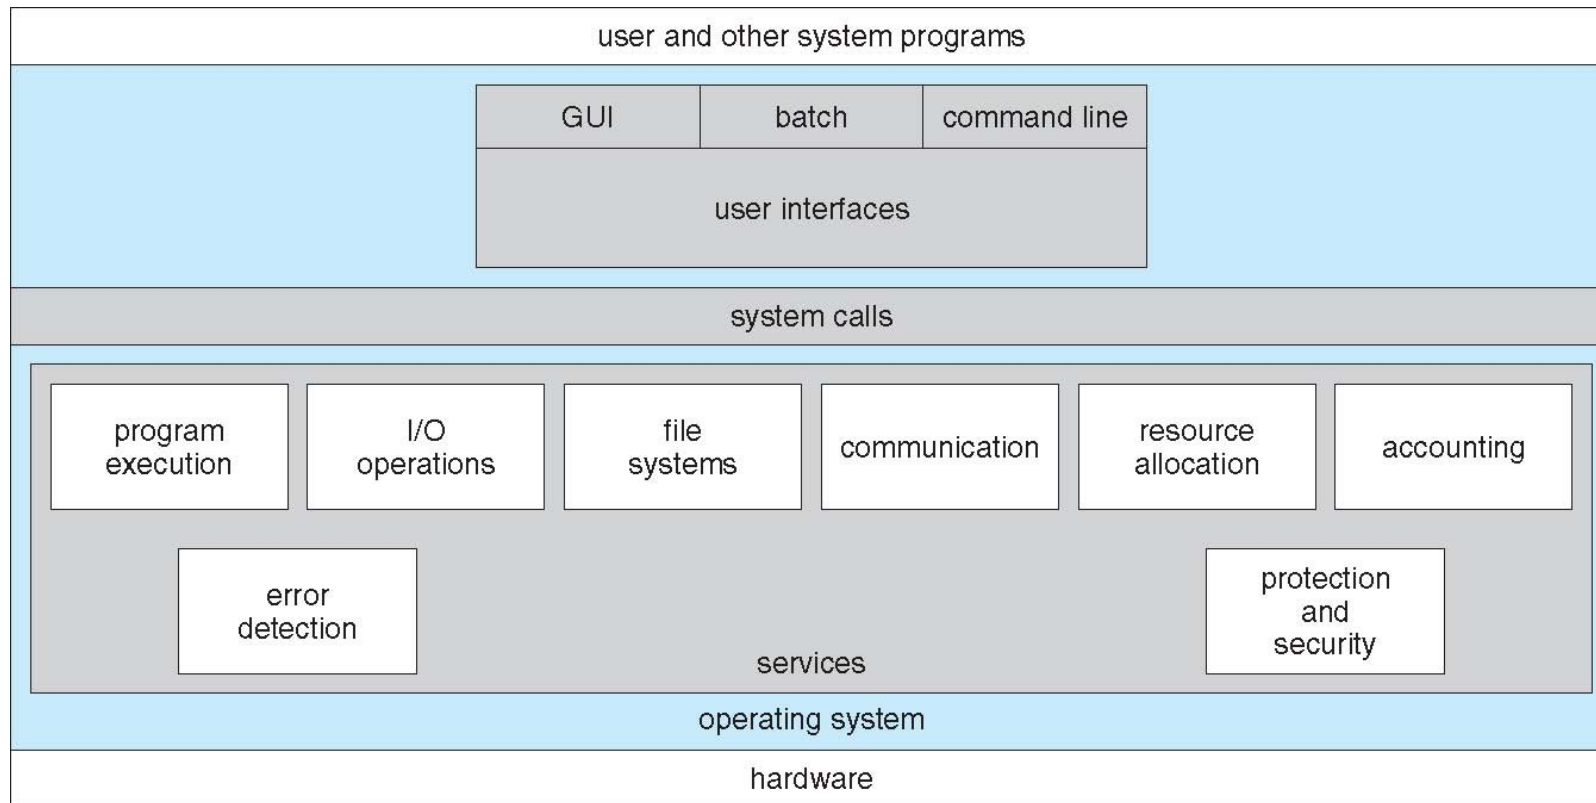 user and other system programs
GUI
batch
command line
user interfaces
system calls
program
execution
I/O
operations
file
systems
communication
resource
allocation
accounting
error
detection
protection
and
security
services
operating system
hardware